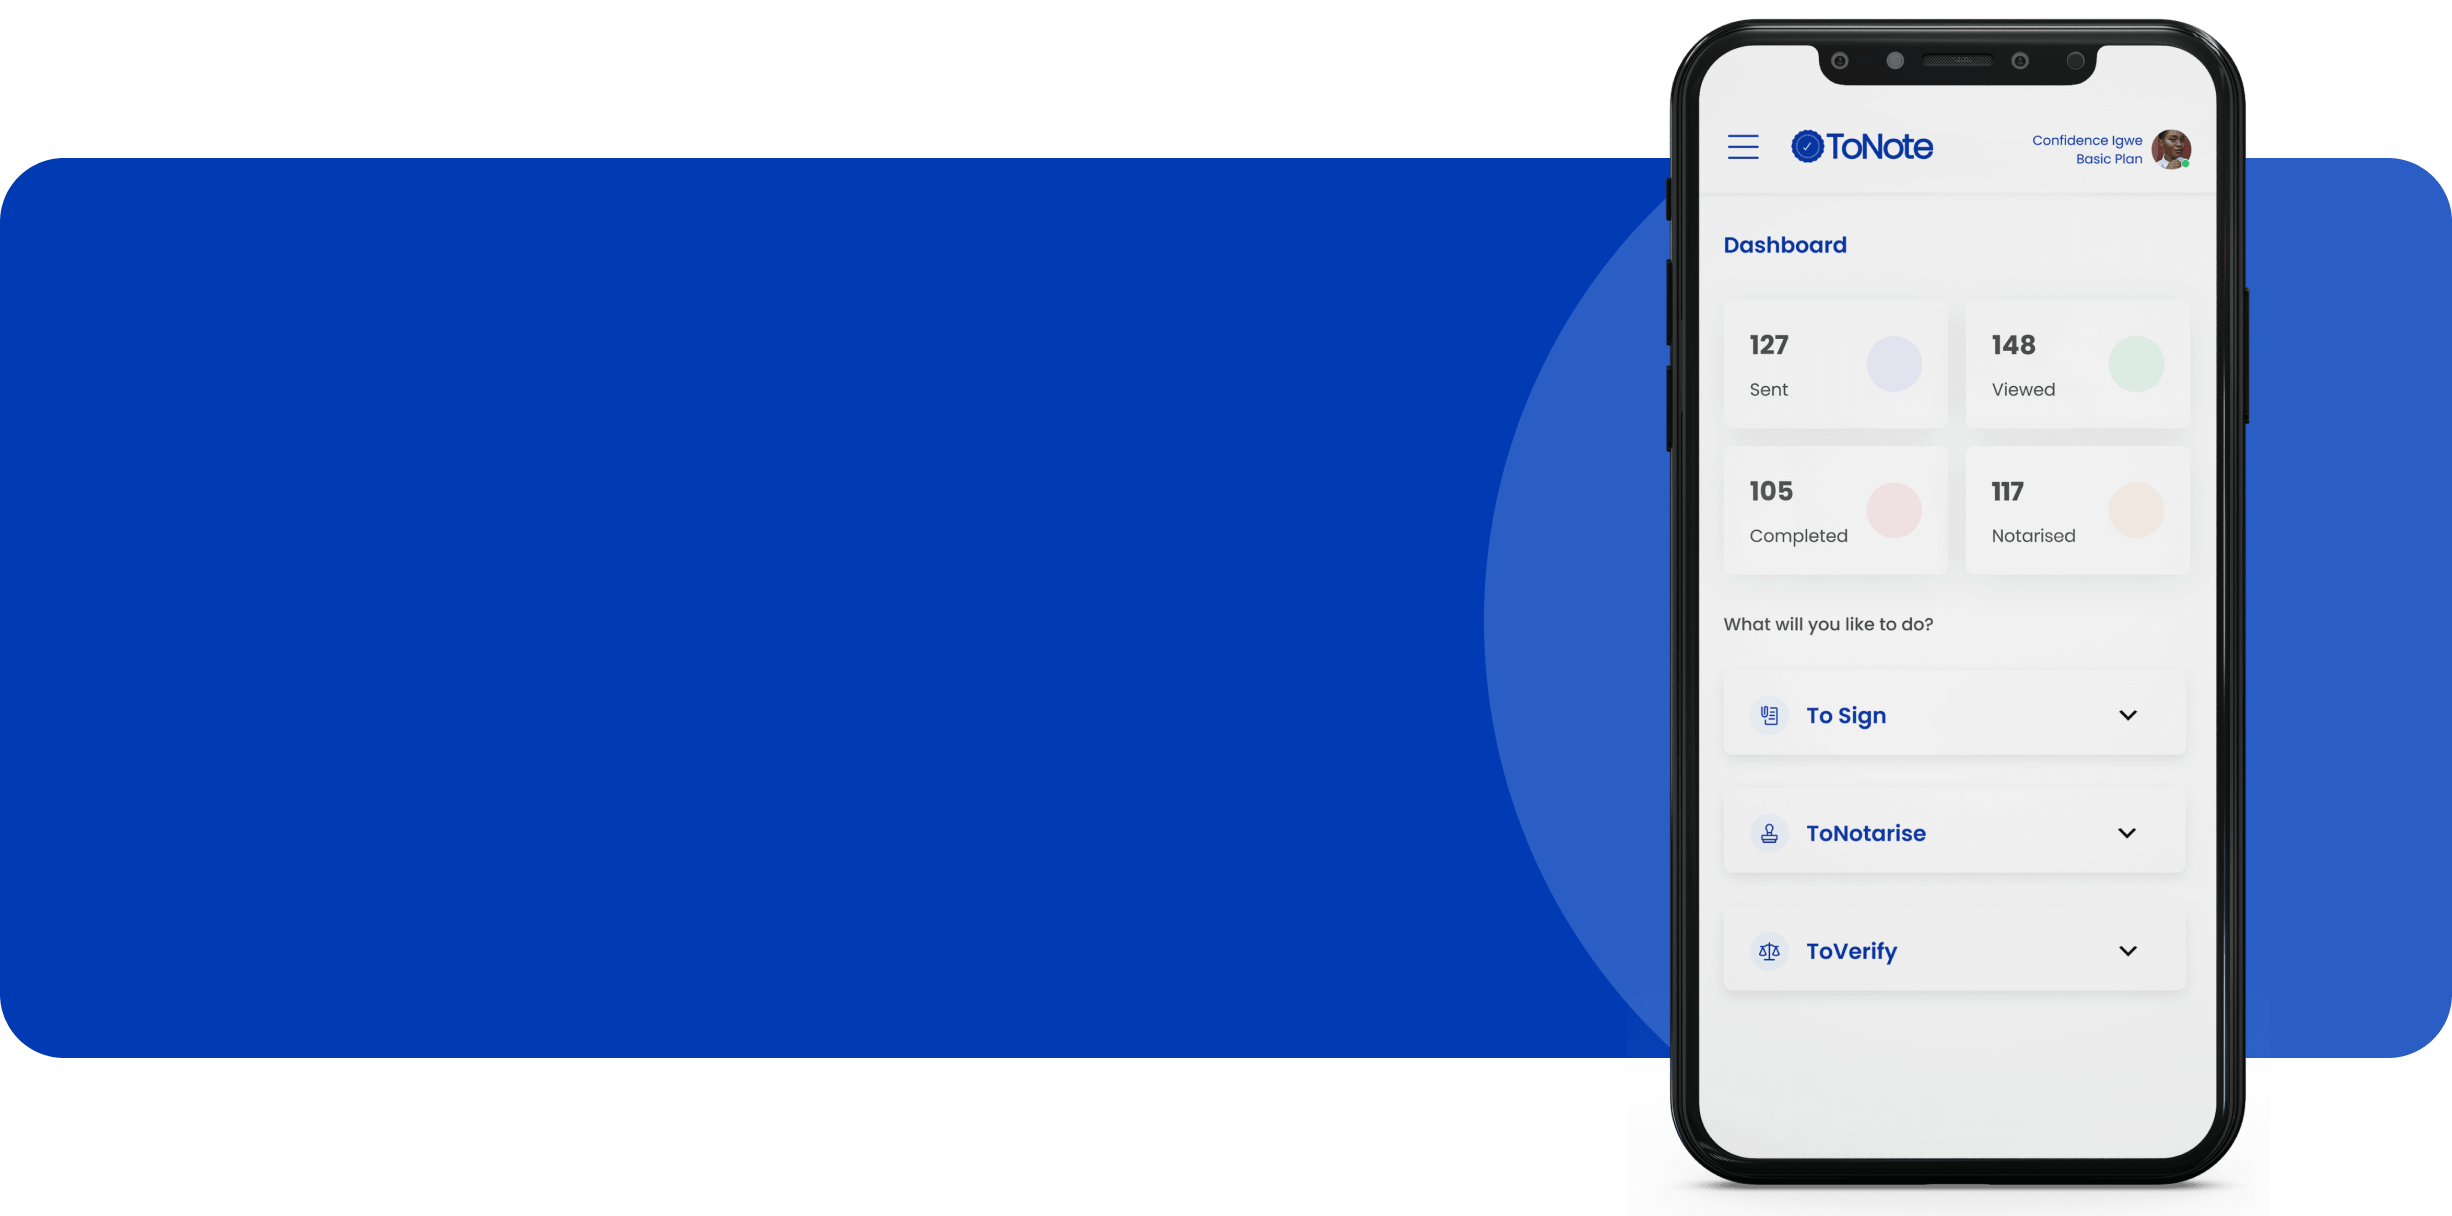 ToNote
Confidence Igwe
Basic Plan
Dashboard
127
Sent
148
Viewed
105
Completed
117
Notarised
What will you like to do?
To Sign
ToNotarise
ToVerify